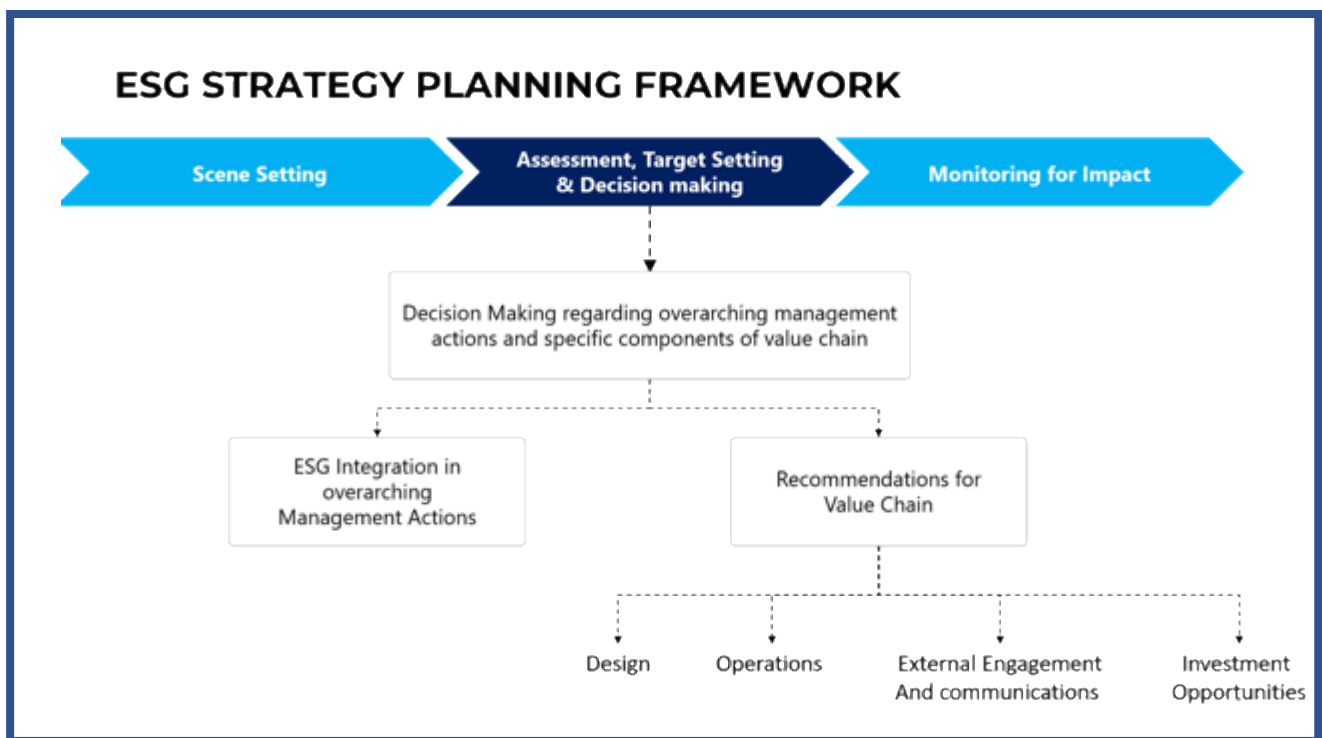 ESG STRATEGY PLANNING FRAMEWORK
Scene Setting
Assessment, Target Setting
& Decision making
Monitoring for Impact
Decision Making regarding overarching management
actions and specific components of value chain
ESG Integration in
overarching
Management Actions
Recommendations for
Value Chain
Design
Operations
External Engagement
And communications
Investment
Opportunities